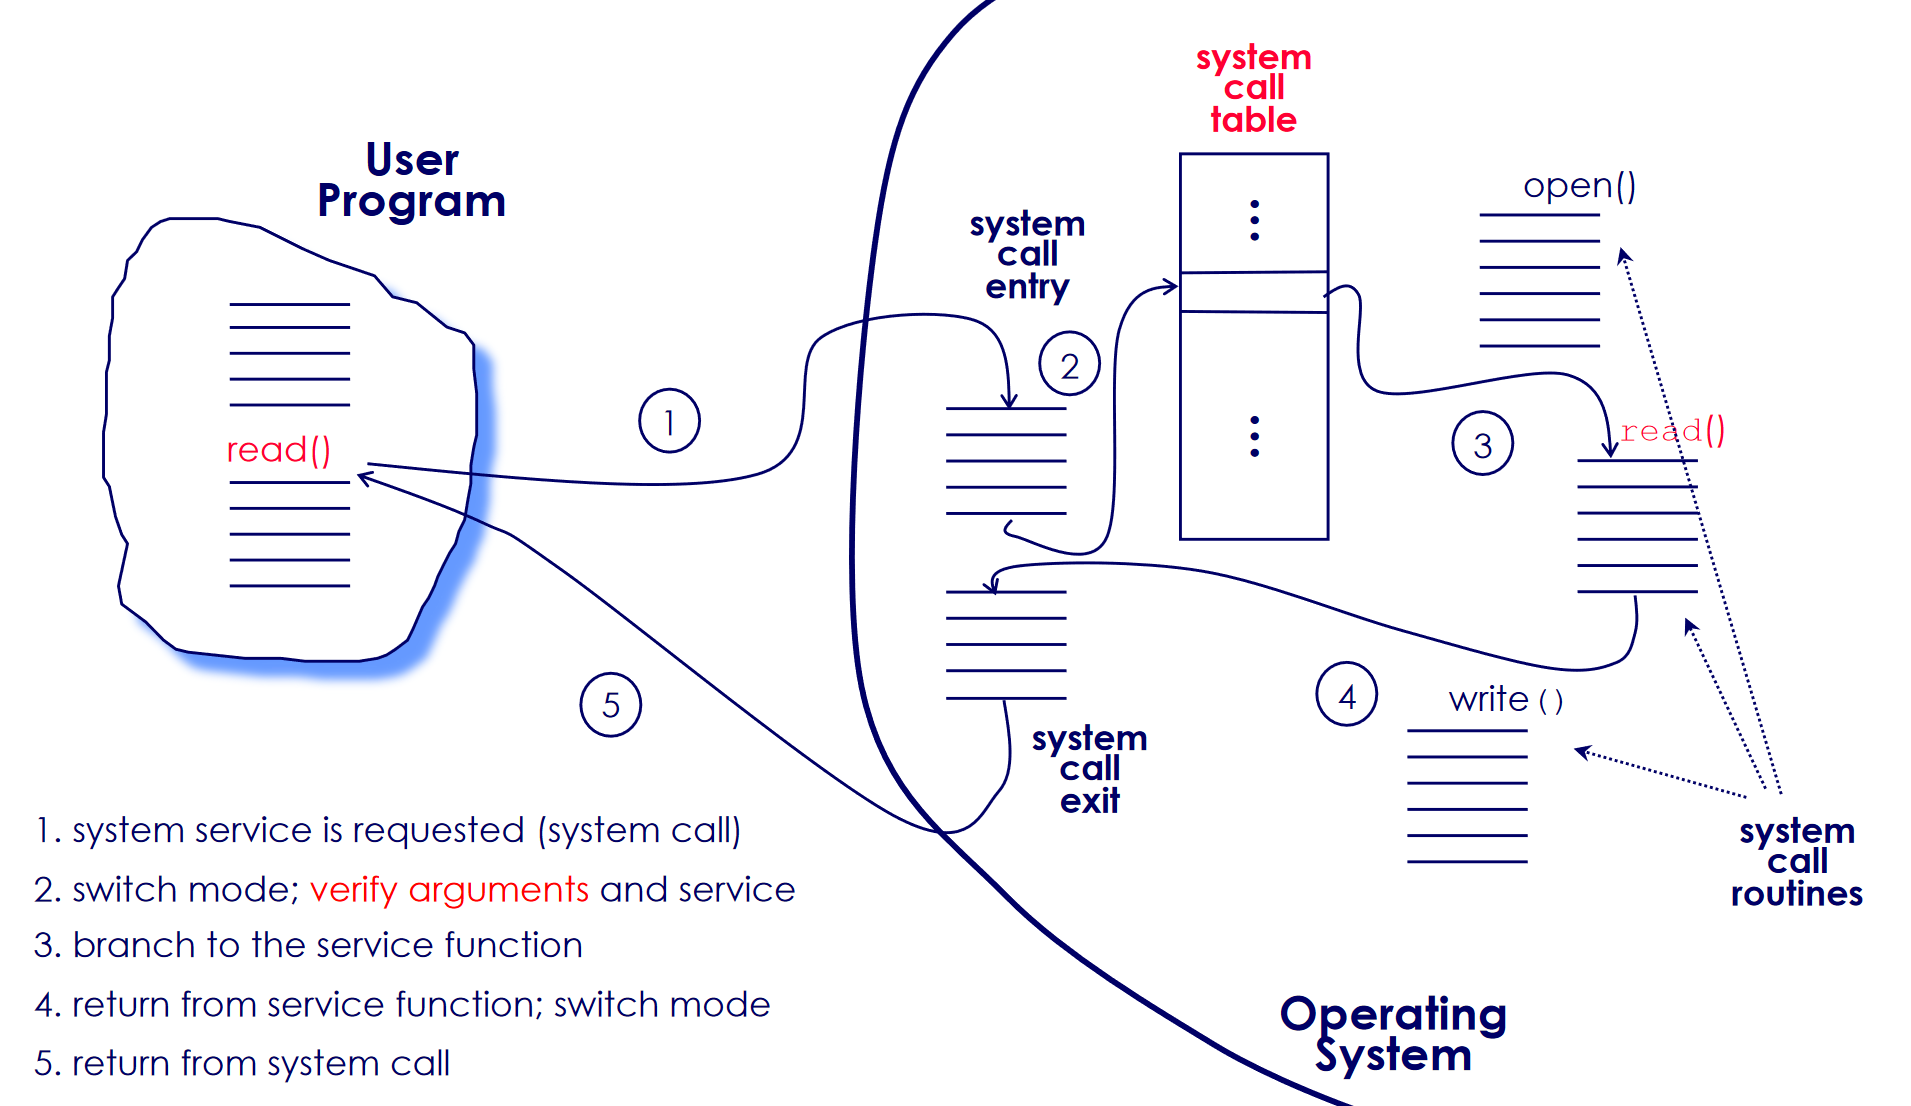 User
Program
read()
1
5
system
call
entry
2
system
call
table
open()
3
read()
4
write()
system
call
exit
system
call
routines
Operating
System
1. system service is requested (system call)
2. switch mode; verify arguments and service
3. branch to the service function
4. return from service function; switch mode
5. return from system call